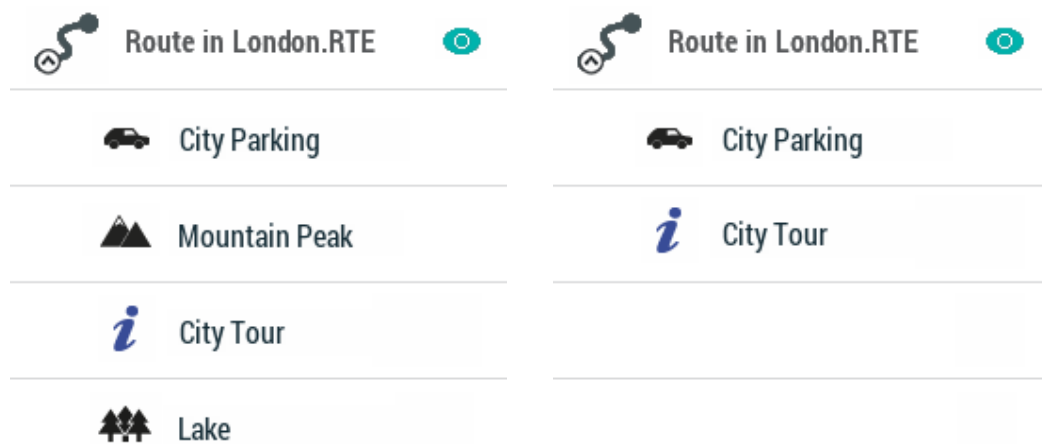 Route in London.RTE
City Parking
Mountain Peak
City Tour
Lake
Route in London.RTE
City Parking
City Tour